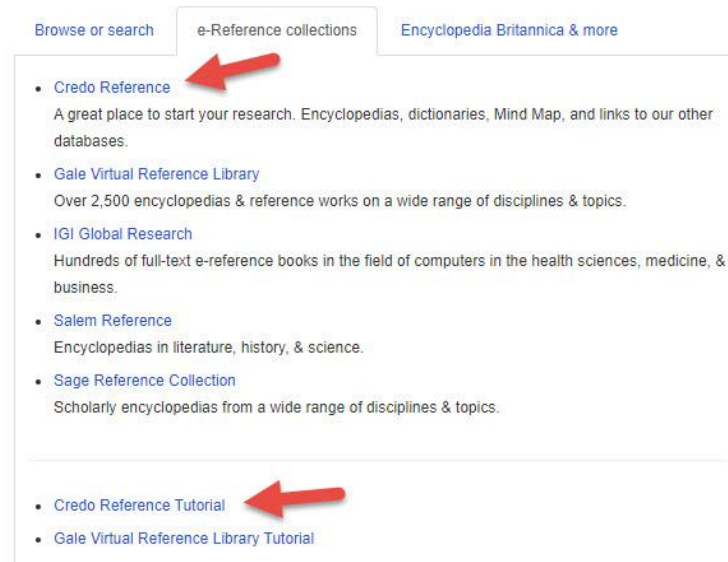 Browse or search e-Reference collections Encyclopedia Britannica & more
Credo Reference
A great place to start your research. Encyclopedias, dictionaries, Mind Map, and links to our other
databases.
Gale Virtual Reference Library
Over 2,500 encyclopedias & reference works on a wide range of disciplines & topics.
IGI Global Research
Hundreds of full-text e-reference books in the field of computers in the health sciences, medicine, &
business.
Salem Reference
Encyclopedias in literature, history, & science.
Sage Reference Collection
Scholarly encyclopedias from a wide range of disciplines & topics.
Credo Reference Tutorial
Gale Virtual Reference Library Tutorial